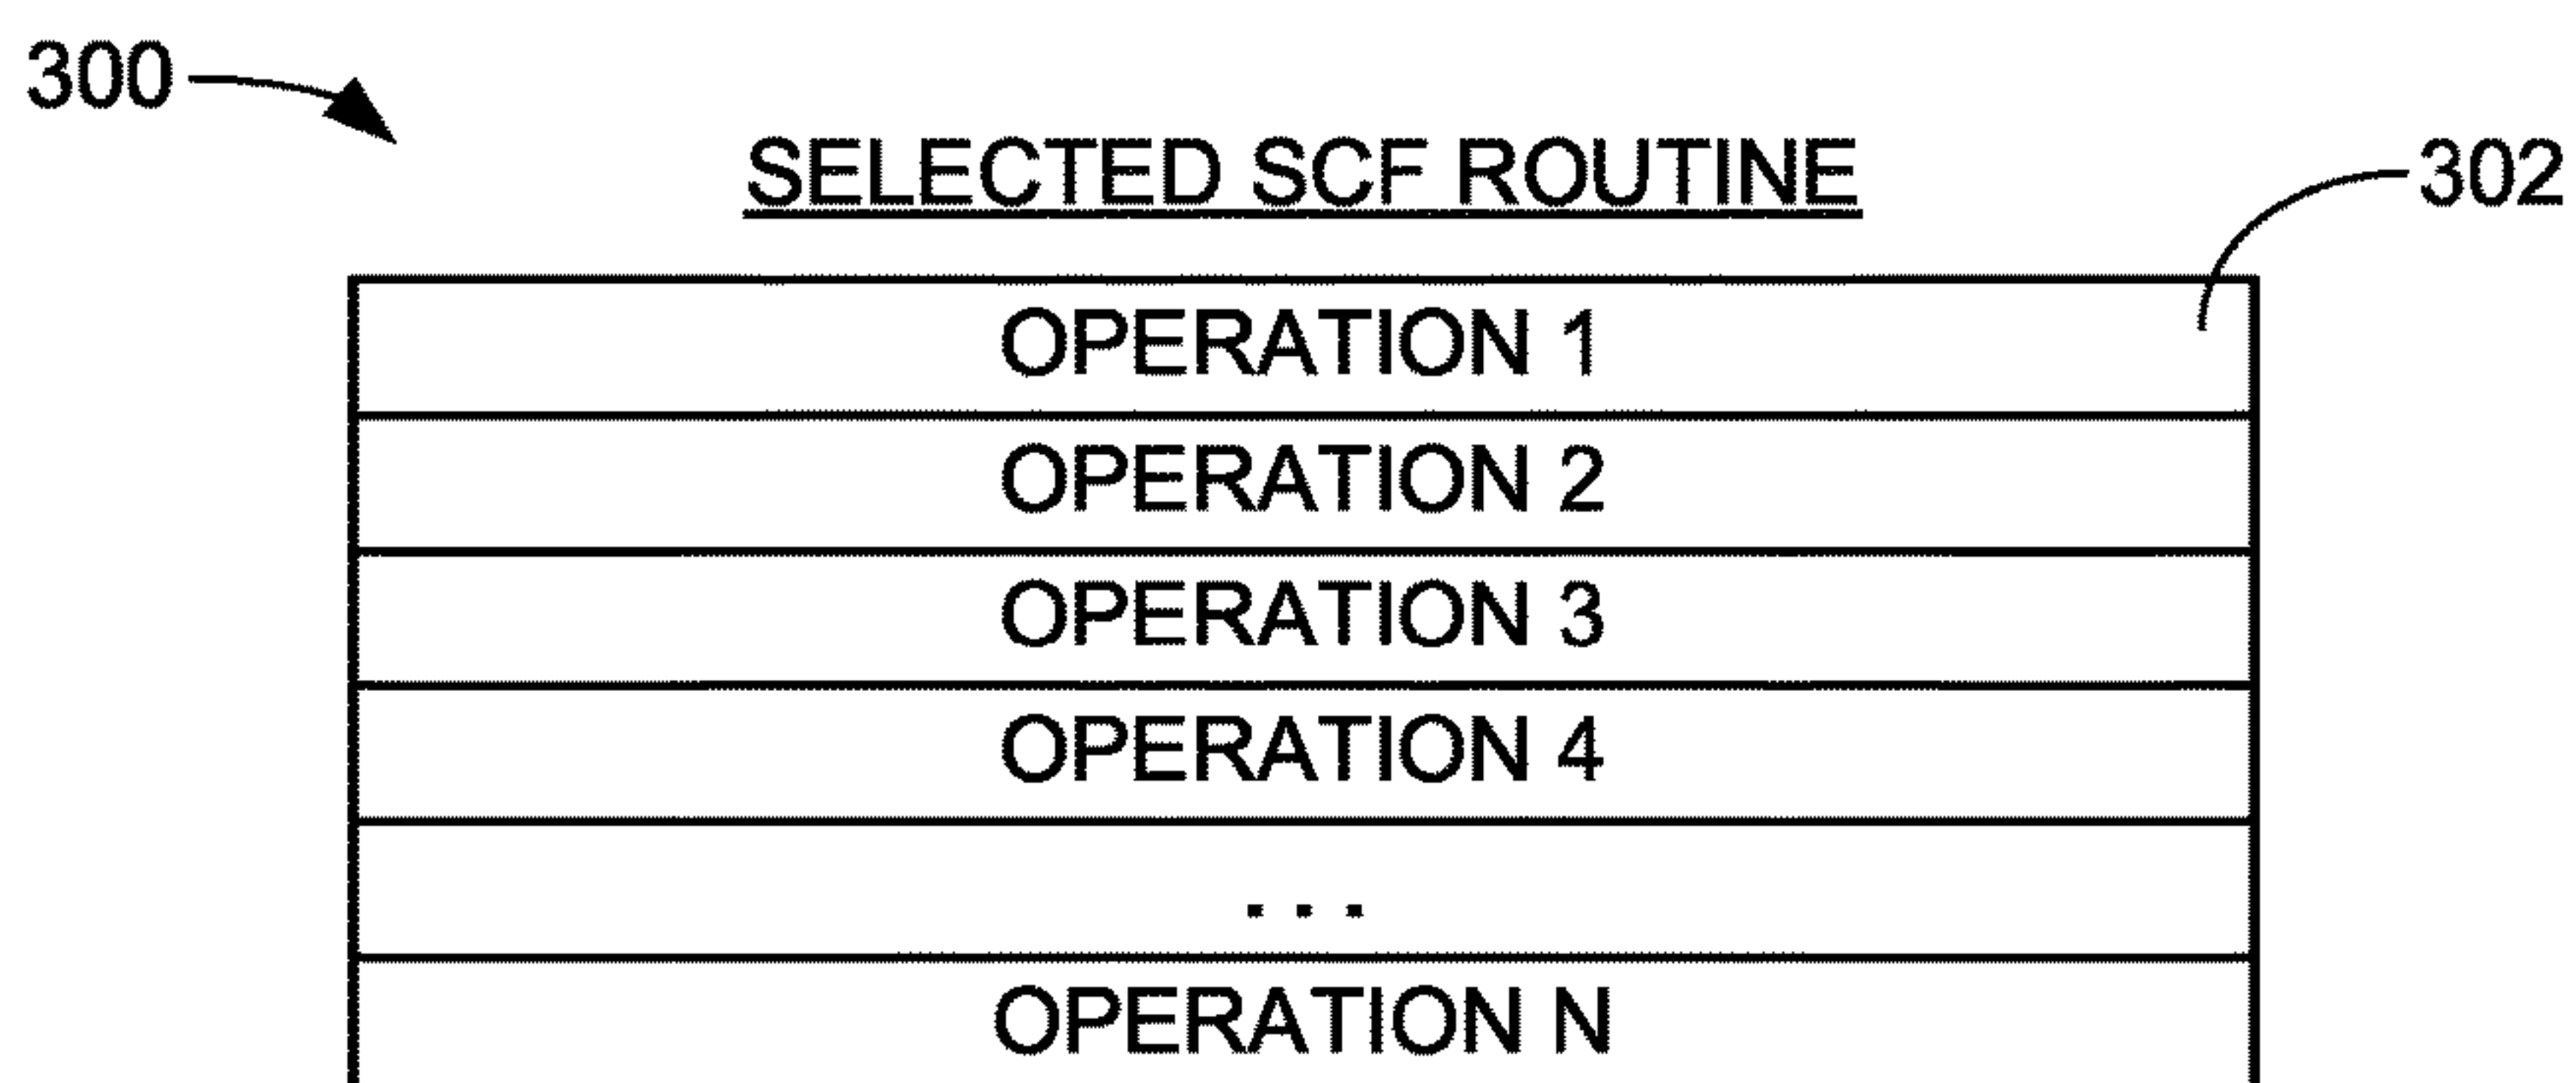 300
SELECTED SCF ROUTINE
302
OPERATION 1
OPERATION 2
OPERATION 3
OPERATION 4
...
OPERATION N